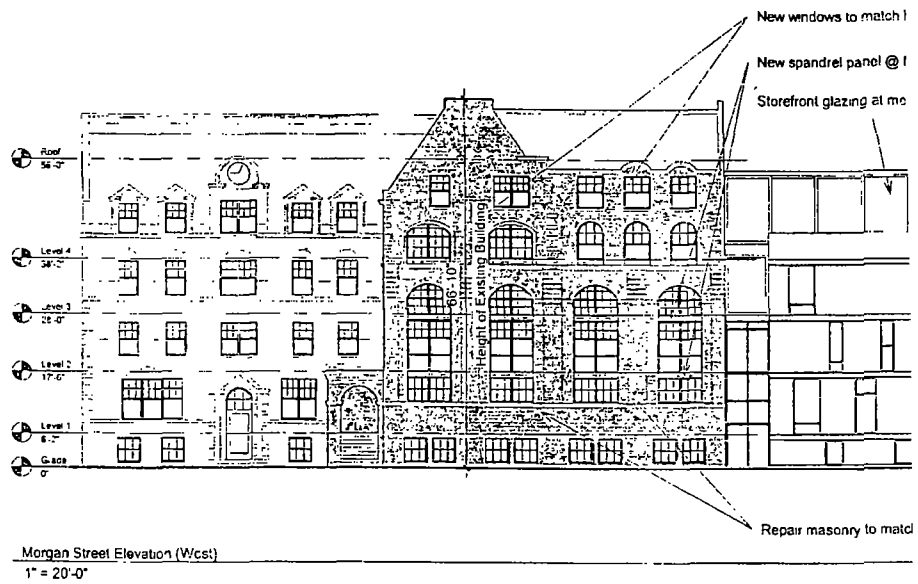 New windows to match
New spandrel panel @
Storefront glazing at
Roof
56'-0"
Level 4
Level 3
Level 2
17'-6"
Level 1
Grade
0"
66'-10"
Height of Existing Building
Repair masonry to match
Morgan Street Elevation (West)
1" = 20'-0"